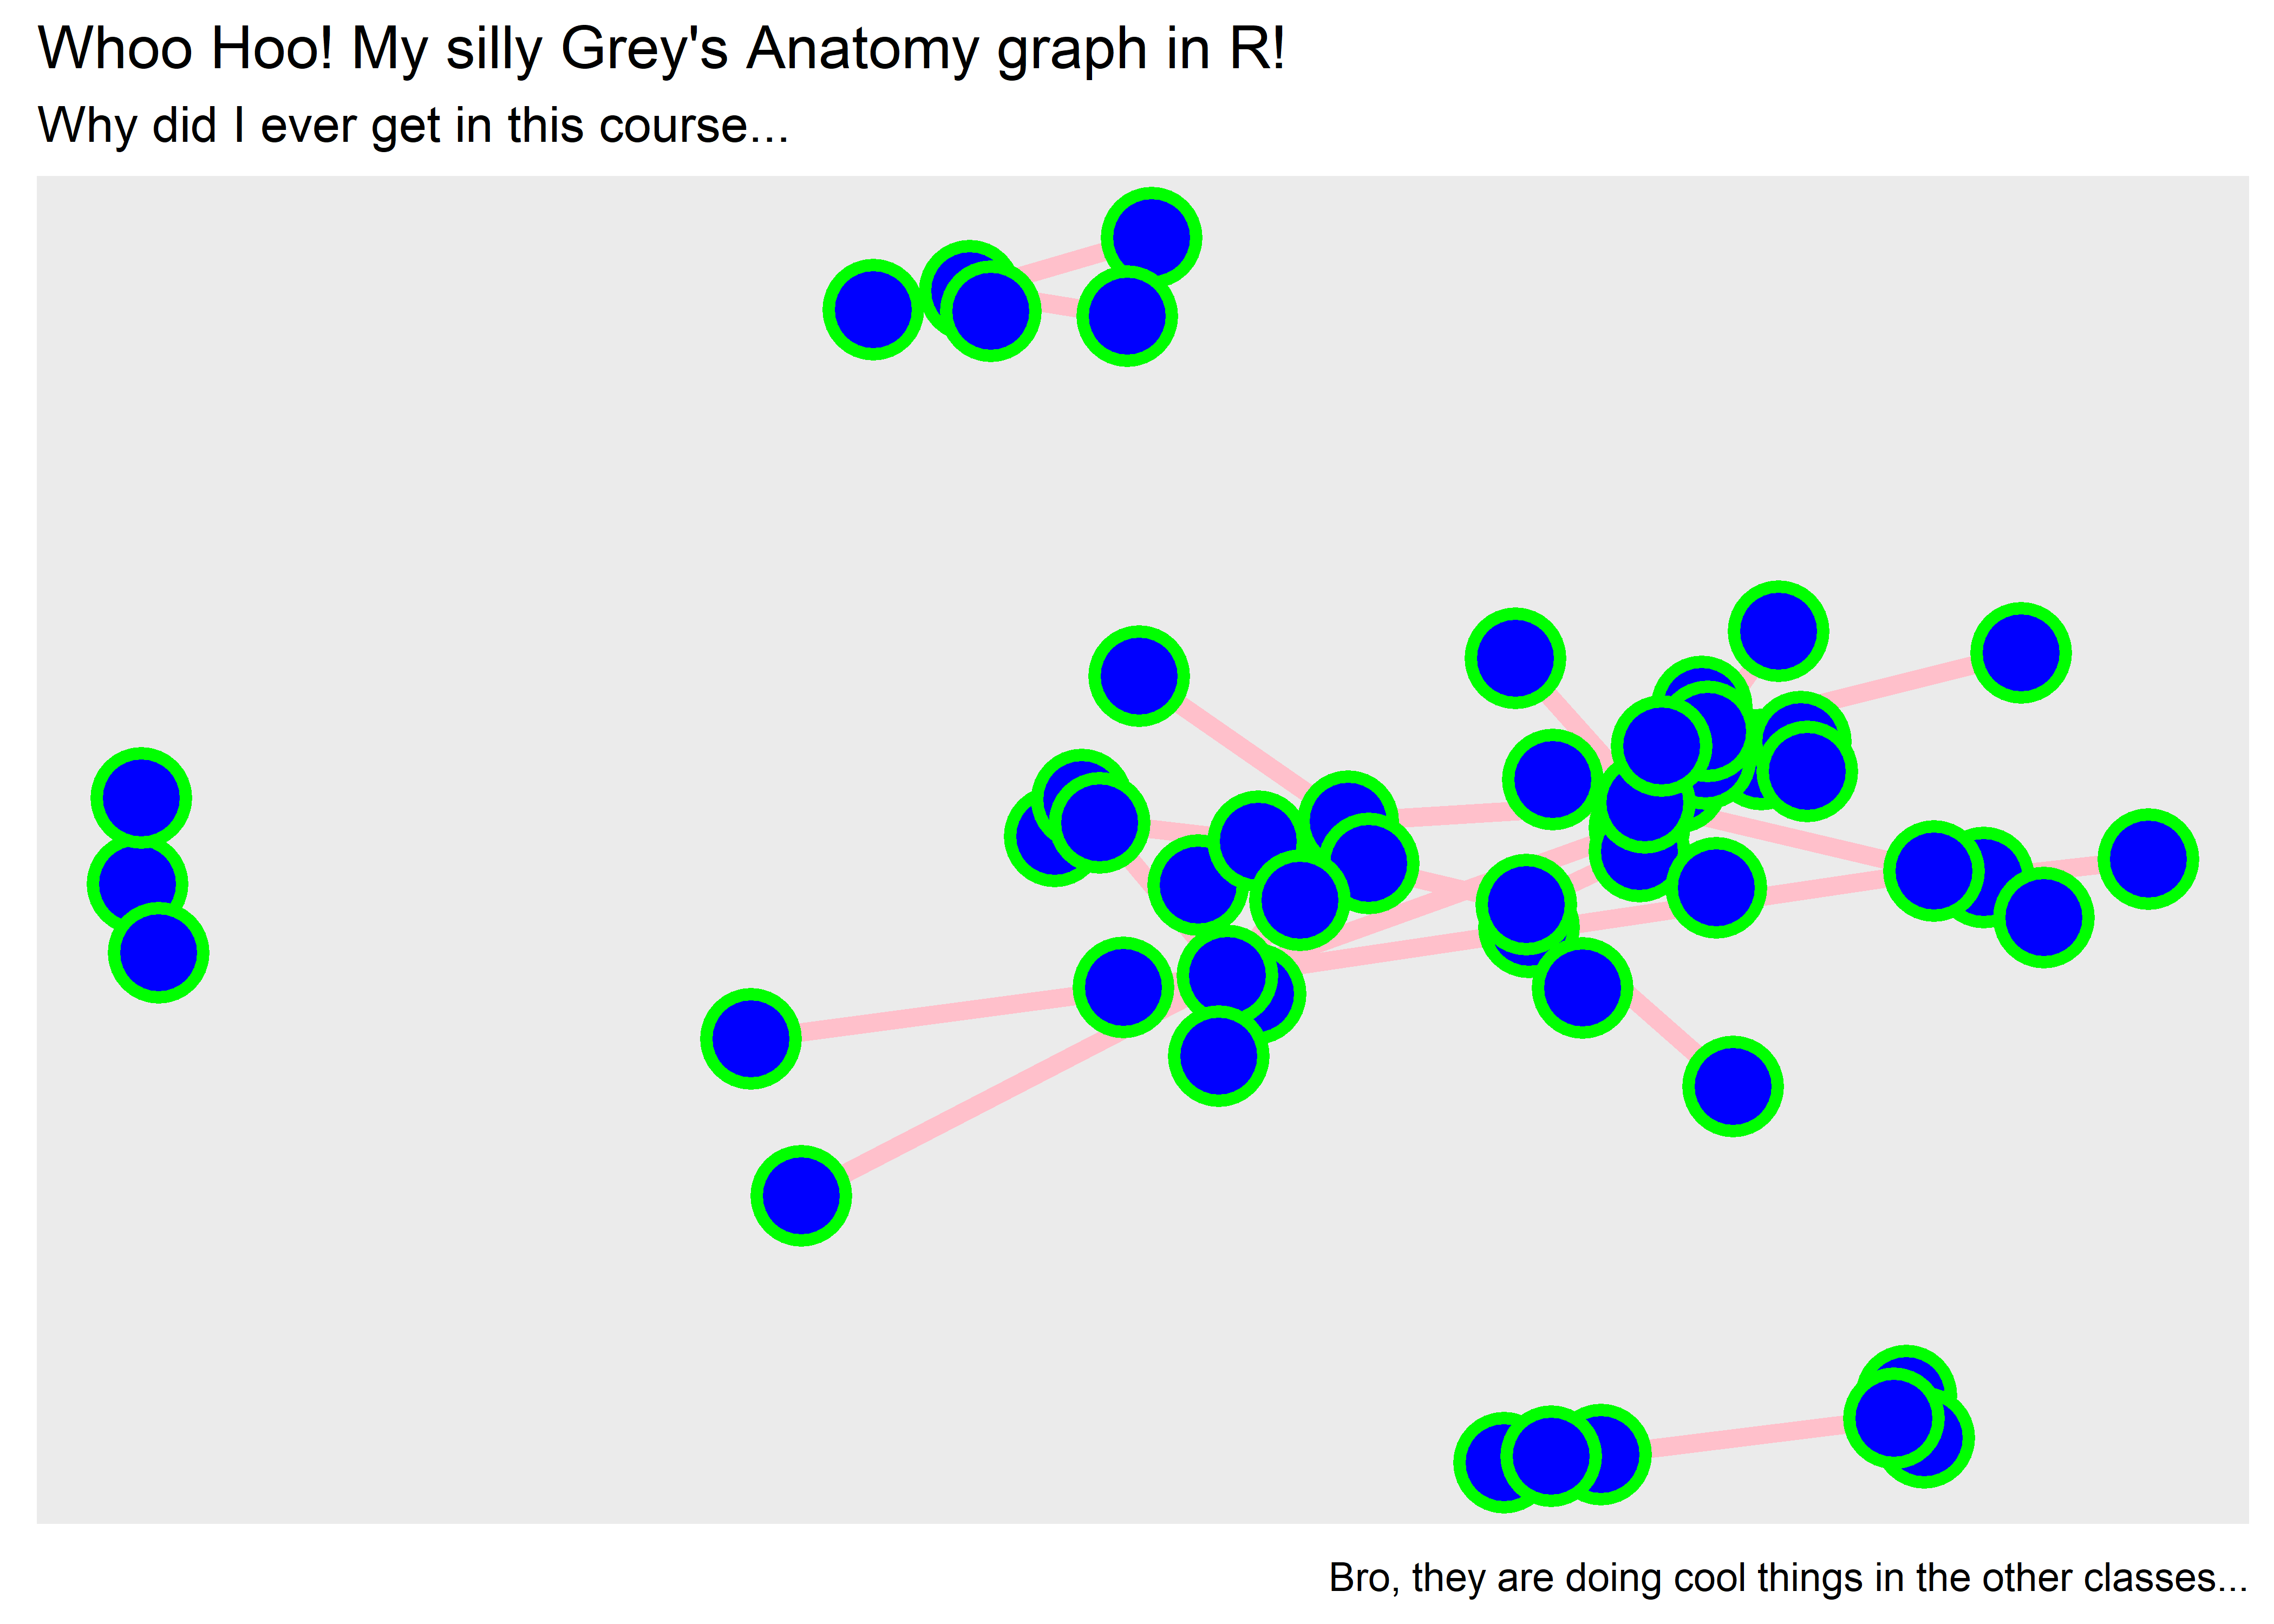 Whoo Hoo! My silly Grey's Anatomy graph in R!
Why did I ever get in this course...
Bro, they are doing cool things in the other classes...